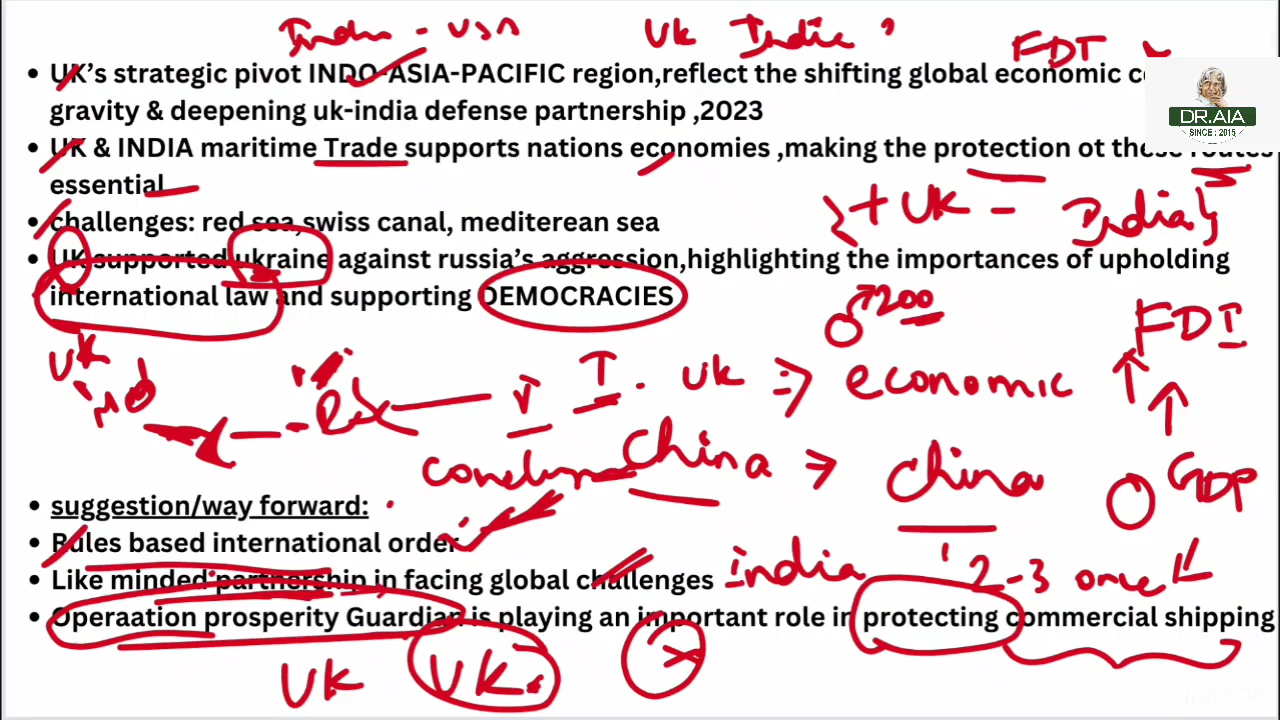 India - USA UK India
FDI
• UK's strategic pivot INDO-ASIA-PACIFIC region,reflect the shifting global economic
gravity & deepening uk-india defense partnership ,2023
DR.AIA
SINCE : 2015
• UK & INDIA maritime Trade supports nations economies ,making the protection ot those routes
essential
+ UK - India
• challenges: red sea,swiss canal, mediterean sea
• UK supported ukraine against russia's aggression,highlighting the importances of upholding
international law and supporting DEMOCRACIES
200
FDI
UK
I . UK => economic
China => China
GDP
• suggestion/way forward:
• Rules based international order
• Like minded partnership in facing global challenges
India 2-3 once
• Operaation prosperity Guardian is playing an important role in protecting commercial shipping
UK UK